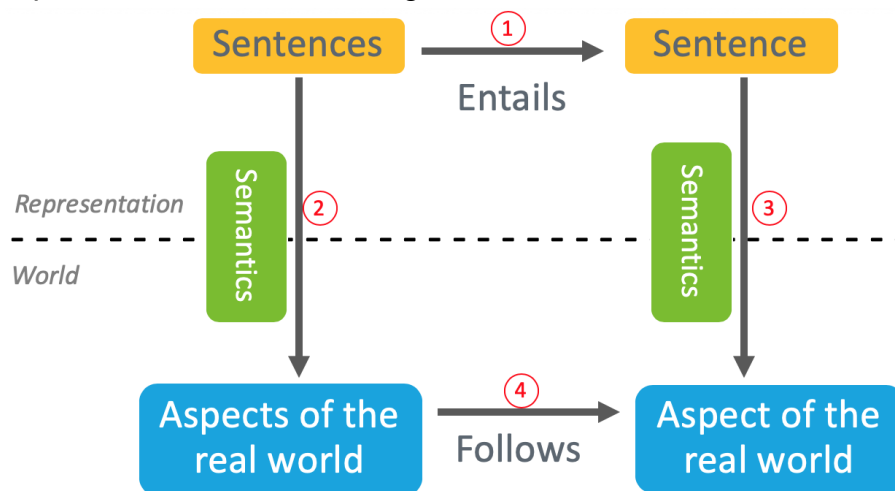 Sentences
1
Entails
Sentence
Semantics
2
Semantics
3
Representation
World
Aspects of the
real world
4
Follows
Aspect of the
real world